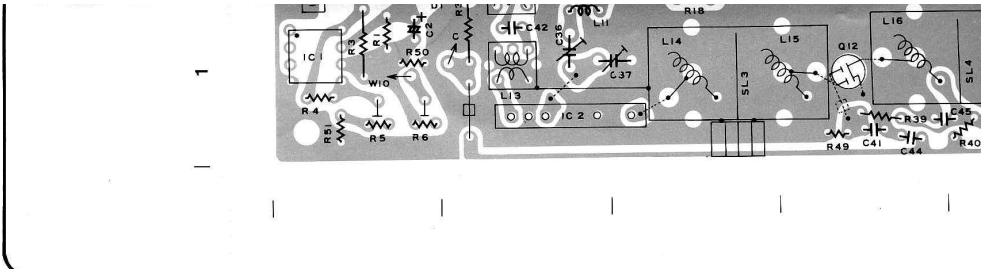 R18
L11
L16
C42
C36
R3
R1
C2
L14
L15
Q12
IC 1
R50
C
C37
SL3
SL4
W10
L13
R4
IC 2
R39
C45
R51
R5
R6
R49
C41
C44
R40
1